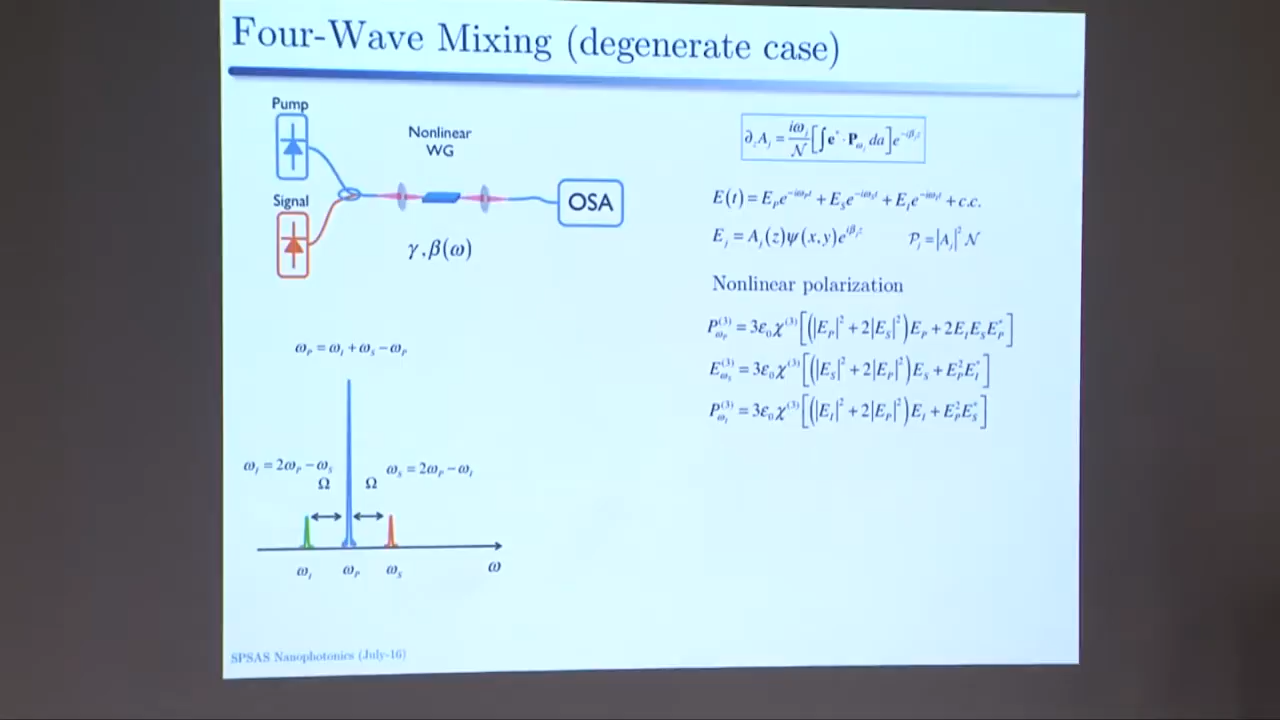 Four-Wave Mixing (degenerate case)
Pump
Nonlinear
WG
Signal
OSA
γ, β(ω)
∂_z A_j = iω_j/𝒩 [∫e* · P_ω_j da] e^{-iβ_j z}
E(t) = E_P e^{-iω_P t} + E_s e^{-iω_s t} + E_i e^{-iω_i t} + c.c.
E_j = A_j(z)ψ(x,y)e^{iβ_j z} 𝒫_j = |A_j|² 𝒩
Nonlinear polarization
P_{ω_P}^{(3)} = 3ε₀χ^{(3)}[(|E_P|² + 2|E_S|²)E_P + 2E_I E_S E_P^*]
E_{ω_s}^{(3)} = 3ε₀χ^{(3)}[(|E_S|² + 2|E_P|²)E_S + E_P² E_I^*]
P_{ω_I}^{(3)} = 3ε₀χ^{(3)}[(|E_I|² + 2|E_P|²)E_I + E_P² E_S^*]
ω_P = ω_I + ω_S − ω_P
ω_I = 2ω_P − ω_S
ω_S = 2ω_P − ω_I
Ω Ω
ω_I ω_P ω_S ω
SPSAS Nanophotonics (July-16)